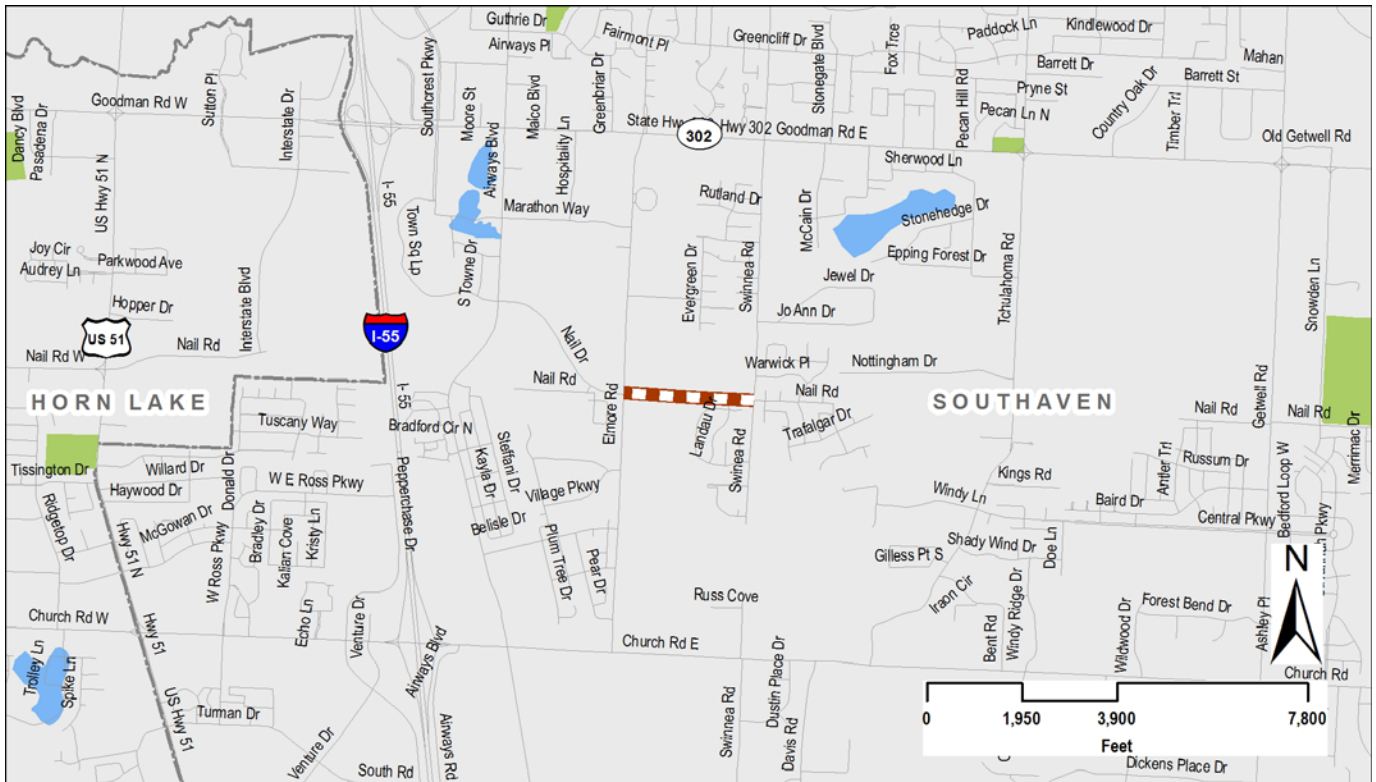 Guthrie Dr
Airways Pl
Fairmont Pl
Greencliff Dr
Stonegate Blvd
Fox Tree
Paddock Ln
Kindlewood Dr
Mahan
Barrett Dr
Barrett St
Pryne St
Pecan Ln N
Pecan Hill Rd
Country Oak Dr
Timber Trl
Old Getwell Rd
Dancy Blvd
Pasadena Dr
Goodman Rd W
Sutton Pl
Interstate Dr
Southcrest Pkwy
Moore St
Airways Blvd
Malco Blvd
Hospitality Ln
Greenbriar Dr
State Hwy
Hwy 302 Goodman Rd E
302
Sherwood Ln
US Hwy 51 N
I- 55
Town Sq Lp
Marathon Way
Rutland Dr
McCain Dr
Stonehedge Dr
Epping Forest Dr
Joy Cir
Audrey Ln
Parkwood Ave
Hopper Dr
Interstate Blvd
S Towne Dr
Evergreen Dr
Swinnea Rd
Jewel Dr
Jo Ann Dr
Tchulahoma Rd
Snowden Ln
US 51
I-55
Nail Rd W
Nail Rd
Nail Dr
Warwick Pl
Nottingham Dr
HORN LAKE
I- 55
Nail Rd
Elmore Rd
Landau Dr
Nail Rd
Trafalgar Dr
SOUTHAVEN
Getwell Rd
Nail Rd
Nail Rd
Merrimac Dr
Tuscany Way
Bradford Cir N
Steffani Dr
Kayla Dr
Swinea Rd
Antler Trl
Russum Dr
Tissington Dr
Willard Dr
Haywood Dr
Donald Dr
W E Ross Pkwy
Pepperchase Dr
Village Pkwy
Kings Rd
Windy Ln
Baird Dr
Central Pkwy
Bedford Loop W
Ridgetop Dr
Hwy 51 N
McGowan Dr
W Ross Pkwy
Bradley Dr
Kalian Cove
Kristy Ln
Belisle Dr
Plum Tree Dr
Pear Dr
Gilless Pt S
Shady Wind Dr
Doe Ln
N
Church Rd W
Hwy 51
Echo Ln
Venture Dr
Russ Cove
Iraon Cir
Bent Rd
Windy Ridge Dr
Wildwood Dr
Forest Bend Dr
Ashley Pl
Trolley Ln
Spike Ln
Airways Blvd
Church Rd E
Dustin Place Dr
Church Rd
US Hwy 51
Turman Dr
Venture Dr
South Rd
Airways Rd
Swinnea Rd
Davis Rd
0
1,950
3,900
7,800
Feet
Dickens Place Dr